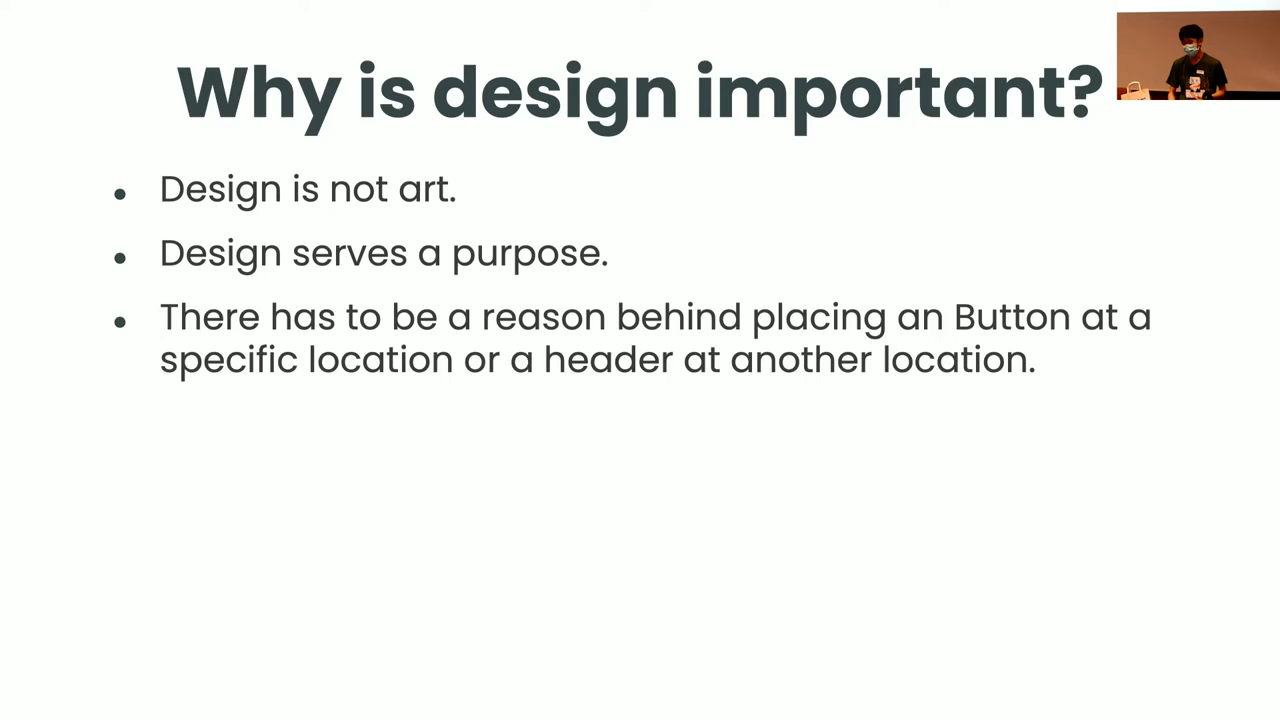 Why is design important?
Design is not art.
Design serves a purpose.
There has to be a reason behind placing an Button at a
specific location or a header at another location.